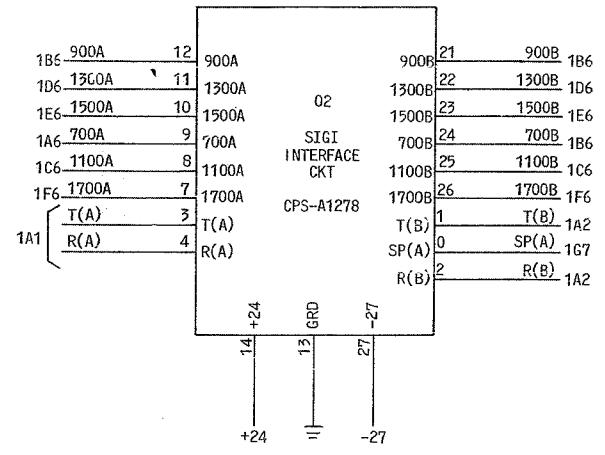 1B6 900A 12 900A 900B 21 900B 1B6
1D6 1300A 11 1300A 1300B 22 1300B 1D6
1E6 1500A 10 1500A 1500B 23 1500B 1E6
1A6 700A 9 700A 700B 24 700B 1B6
1C6 1100A 8 1100A 1100B 25 1100B 1C6
1F6 1700A 7 1700A 1700B 26 1700B 1F6
1A1
T(A) 3 T(A) T(B) 1 T(B) 1A2
R(A) 4 R(A) SP(A) 0 SP(A) 1G7
R(B) 2 R(B) 1A2
02
SIGI
INTERFACE
CKT
CPS-A1278
+24 GRD -27
14 13 27
+24 -27